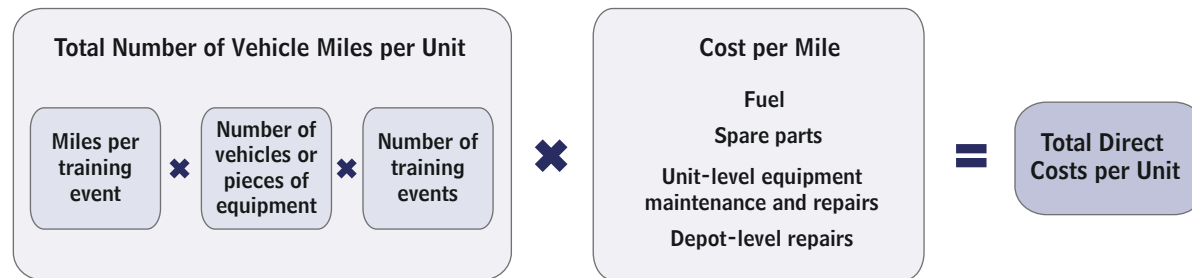 Total Number of Vehicle Miles per Unit
Miles per
training
event
✖
Number of
vehicles or
pieces of
equipment
✖
Number of
training
events
✖
Cost per Mile
Fuel
Spare parts
Unit-level equipment
maintenance and repairs
Depot-level repairs
=
Total Direct
Costs per Unit